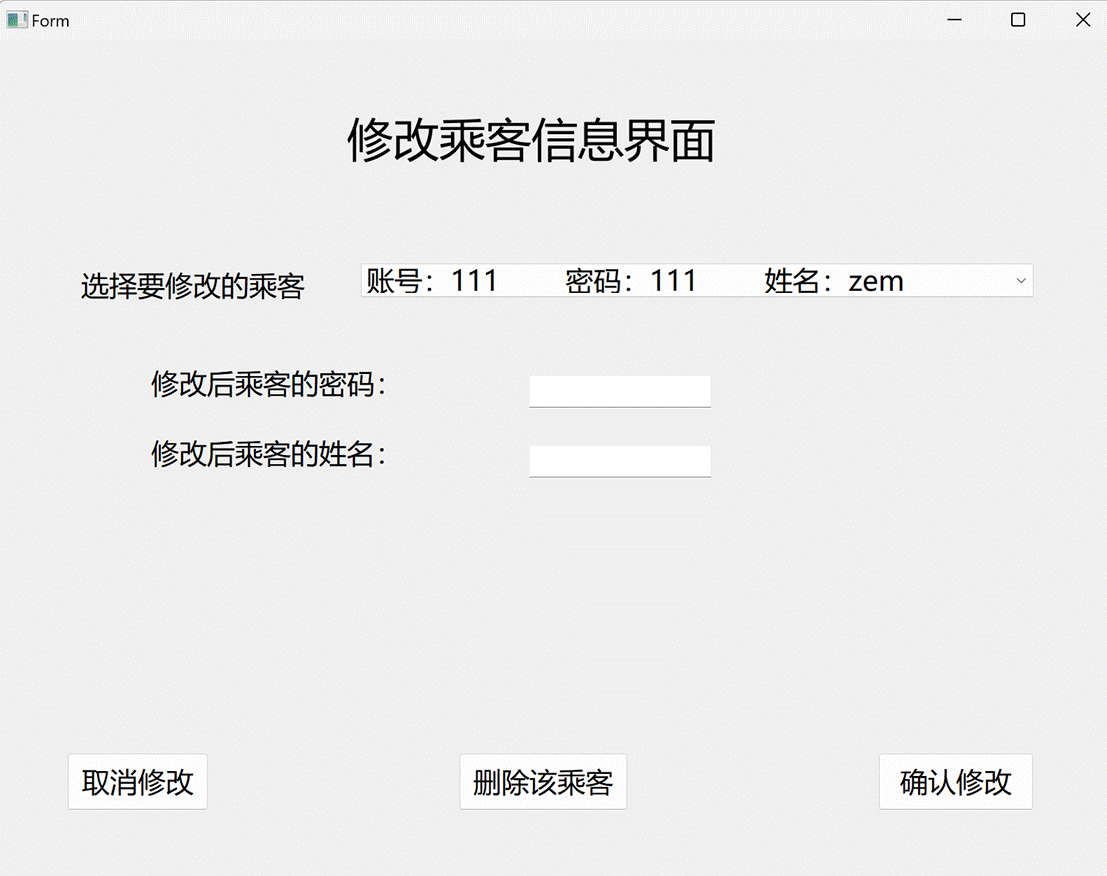 Form
修改乘客信息界面
选择要修改的乘客 账号：111 密码：111 姓名：zem
修改后乘客的密码：
修改后乘客的姓名：
取消修改 删除该乘客 确认修改